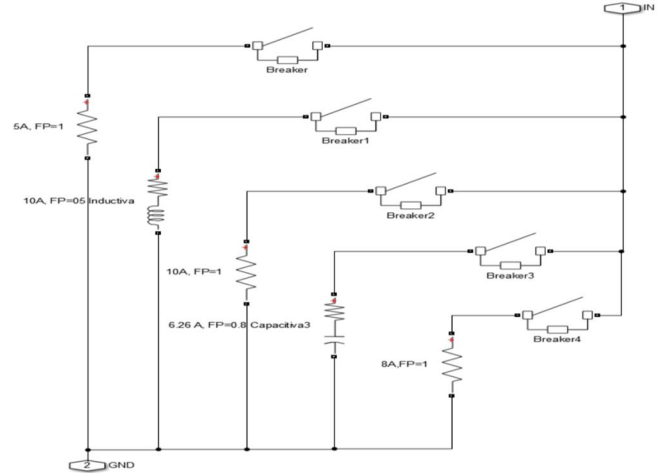 1 IN
Breaker
5A, FP=1
Breaker1
10A, FP=05 Inductiva
Breaker2
10A, FP=1
Breaker3
6.26 A, FP=0.8 Capacitiva3
Breaker4
8A,FP=1
2 GND